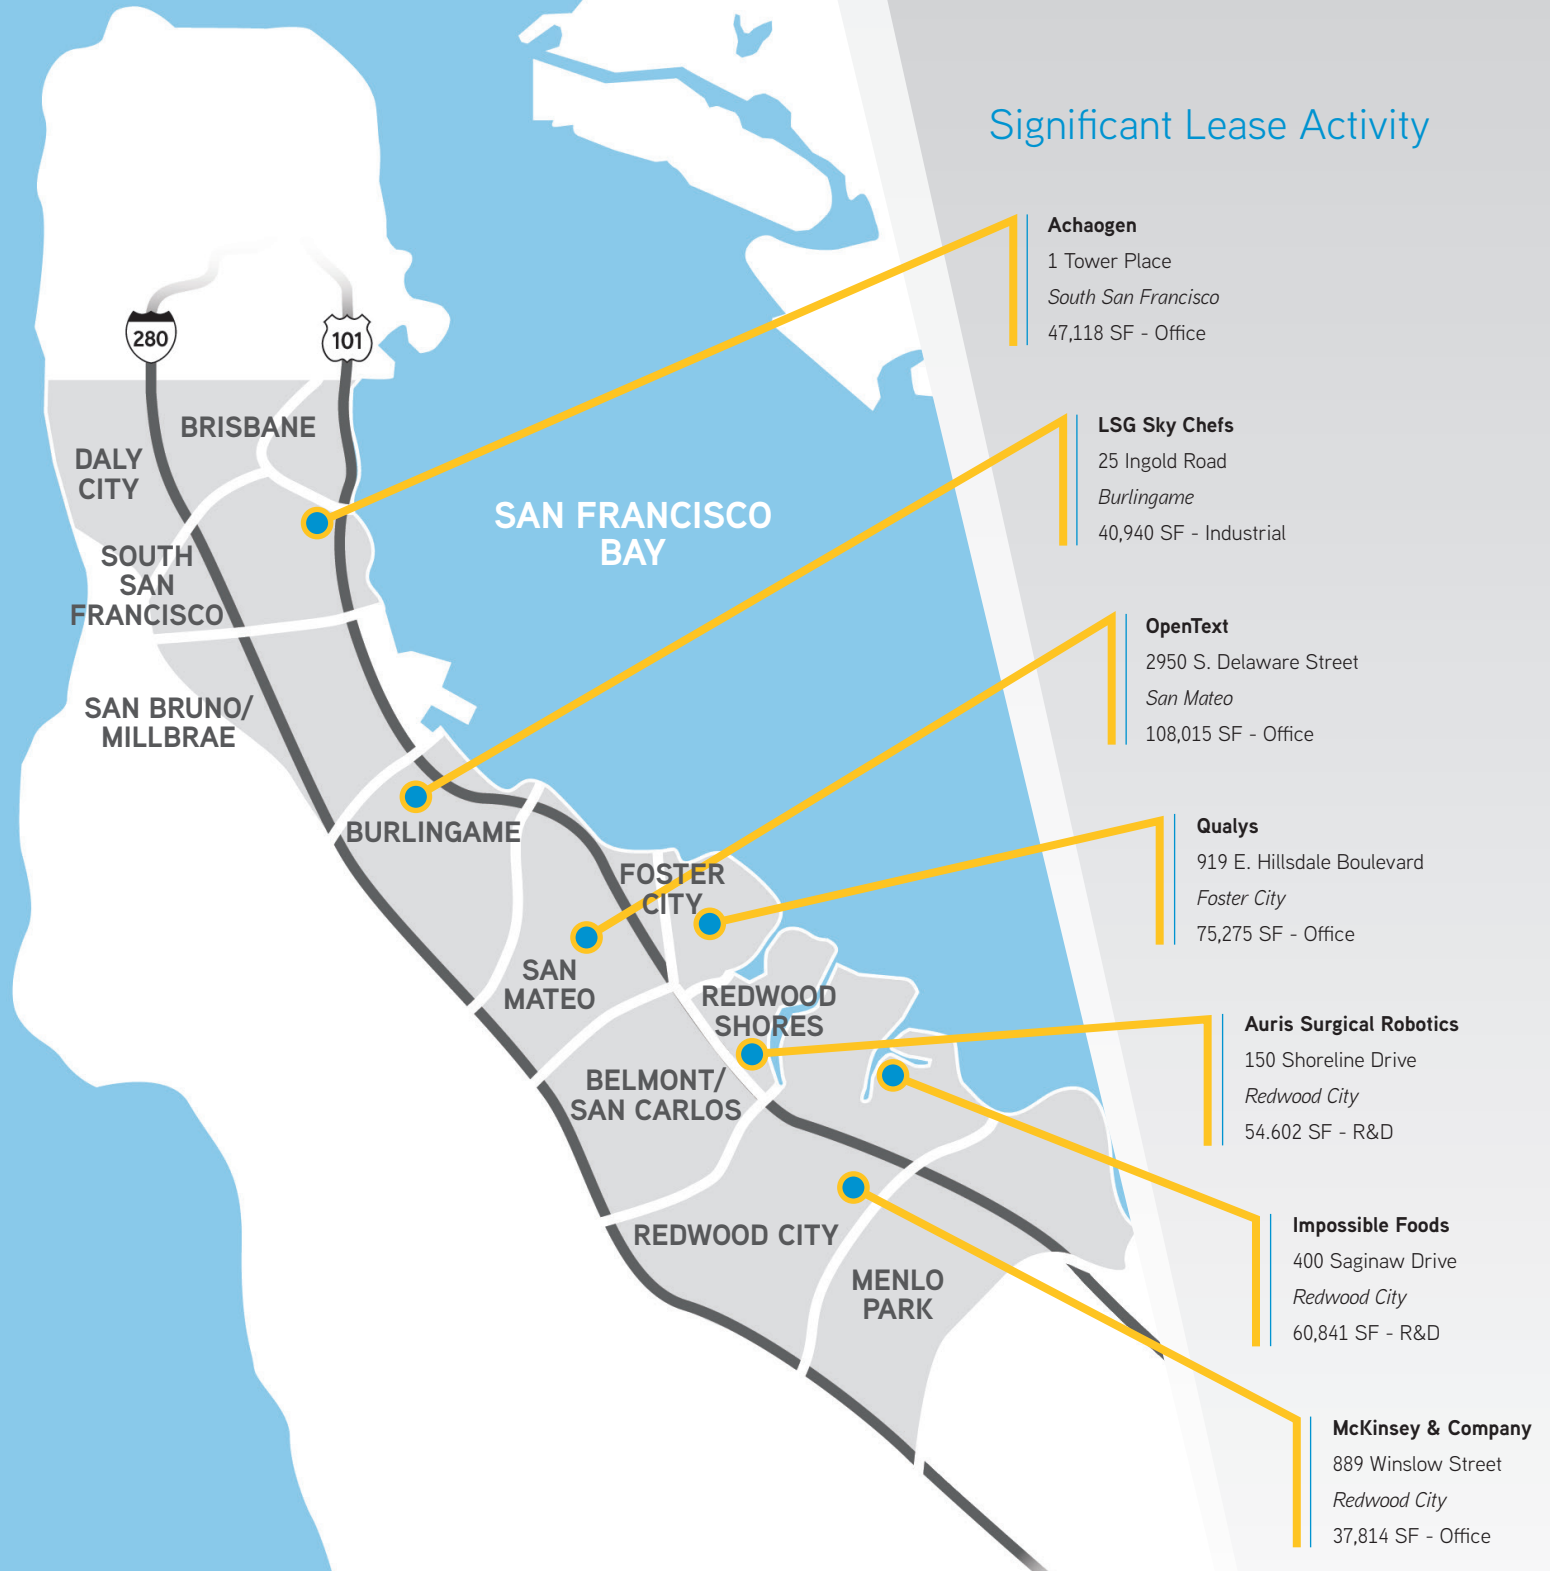 Significant Lease Activity
Achaogen
1 Tower Place
South San Francisco
47,118 SF - Office
LSG Sky Chefs
25 Ingold Road
Burlingame
40,940 SF - Industrial
OpenText
2950 S. Delaware Street
San Mateo
108,015 SF - Office
Qualys
919 E. Hillsdale Boulevard
Foster City
75,275 SF - Office
Auris Surgical Robotics
150 Shoreline Drive
Redwood City
54.602 SF - R&D
Impossible Foods
400 Saginaw Drive
Redwood City
60,841 SF - R&D
McKinsey & Company
889 Winslow Street
Redwood City
37,814 SF - Office
280
101
BRISBANE
DALY
CITY
SAN FRANCISCO
BAY
SOUTH
SAN
FRANCISCO
SAN BRUNO/
MILLBRAE
BURLINGAME
FOSTER
CITY
SAN
MATEO
REDWOOD
SHORES
BELMONT/
SAN CARLOS
REDWOOD CITY
MENLO
PARK